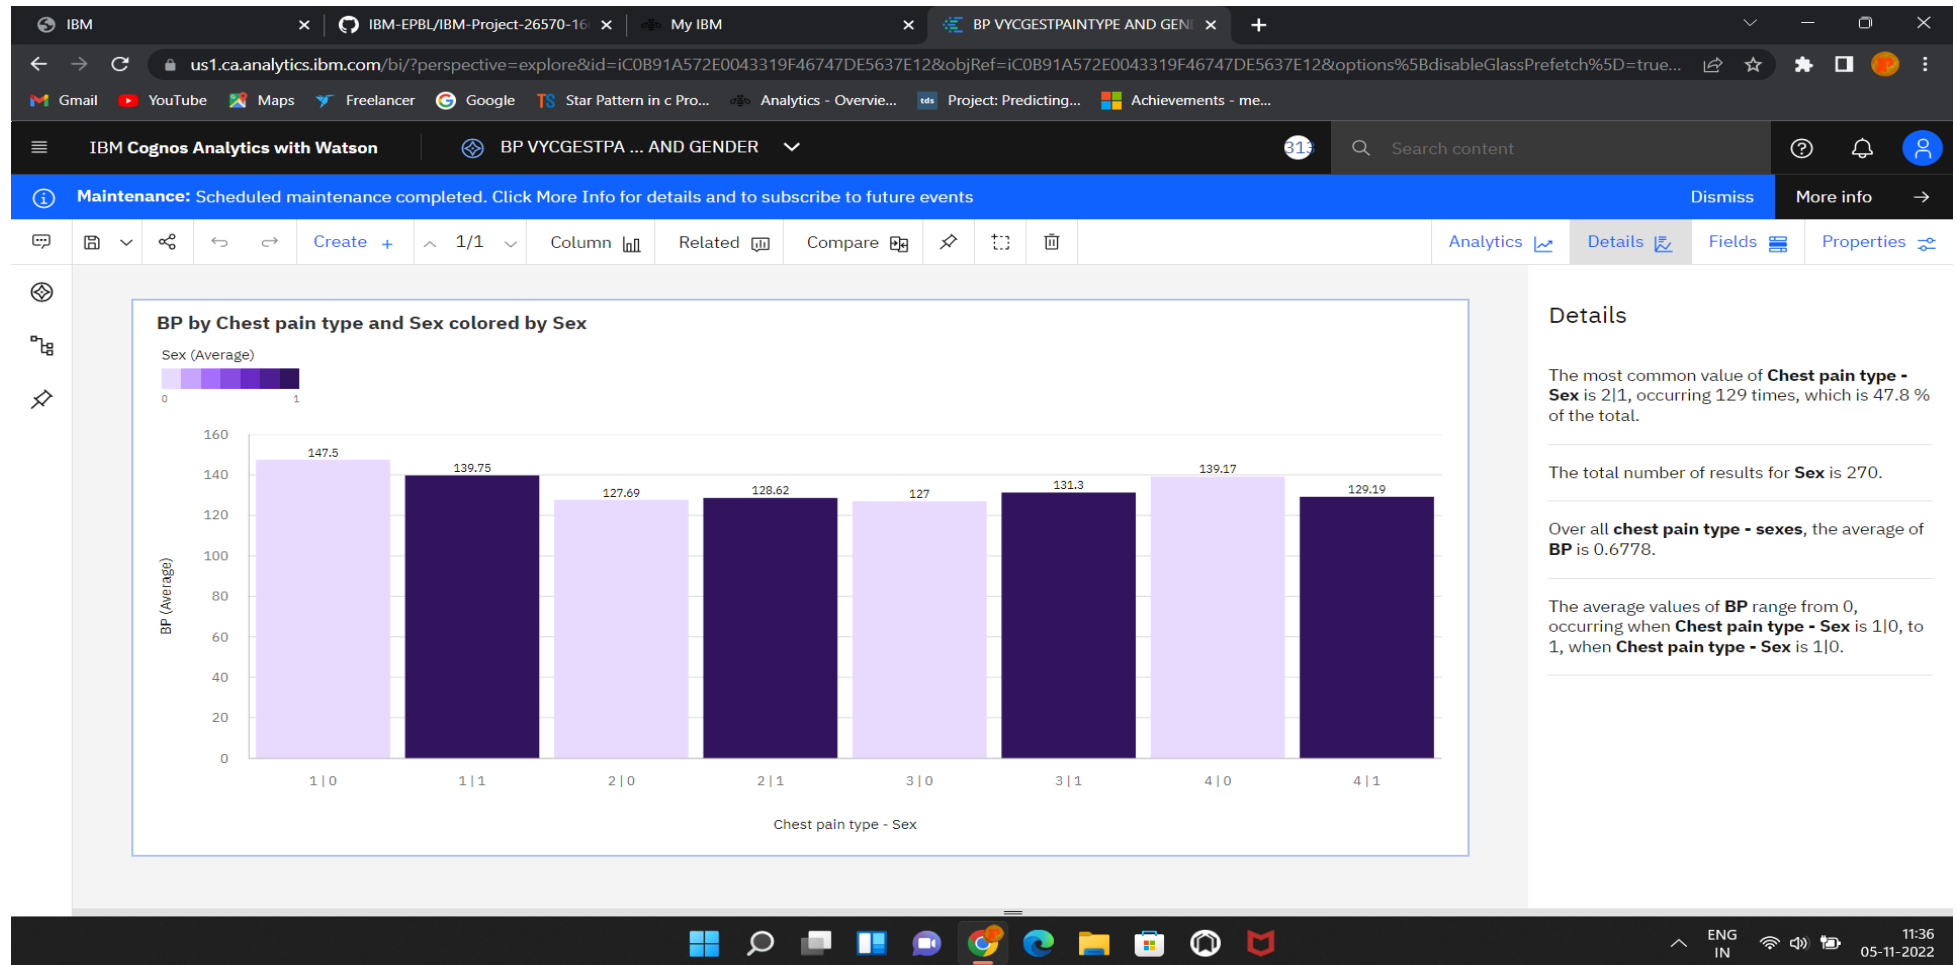 IBM
IBM-EPBL/IBM-Project-26570-16
My IBM
BP VYCGESTPAINTYPE AND GEN
us1.ca.analytics.ibm.com/bi/?perspective=explore&id=iC0B91A572E0043319F46747DE5637E12&objRef=iC0B91A572E0043319F46747DE5637E12&options%5BdisableGlassPrefetch%5D=true...
Gmail
YouTube
Maps
Freelancer
Google
TS Star Pattern in c Pro...
Analytics - Overvie...
tds Project: Predicting...
Achievements - me...
IBM Cognos Analytics with Watson
BP VYCGESTPA ... AND GENDER
313
Search content
Maintenance: Scheduled maintenance completed. Click More Info for details and to subscribe to future events
Dismiss
More info
Create +
1/1
Column
Related
Compare
Analytics
Details
Fields
Properties
BP by Chest pain type and Sex colored by Sex
Sex (Average)
0 1
BP (Average)
160
140
120
100
80
60
40
20
0
147.5
139.75
127.69
128.62
127
131.3
139.17
129.19
1|0
1|1
2|0
2|1
3|0
3|1
4|0
4|1
Chest pain type - Sex
Details
The most common value of Chest pain type -
Sex is 2|1, occurring 129 times, which is 47.8 %
of the total.
The total number of results for Sex is 270.
Over all chest pain type - sexes, the average of
BP is 0.6778.
The average values of BP range from 0,
occurring when Chest pain type - Sex is 1|0, to
1, when Chest pain type - Sex is 1|0.
ENG
IN
11:36
05-11-2022